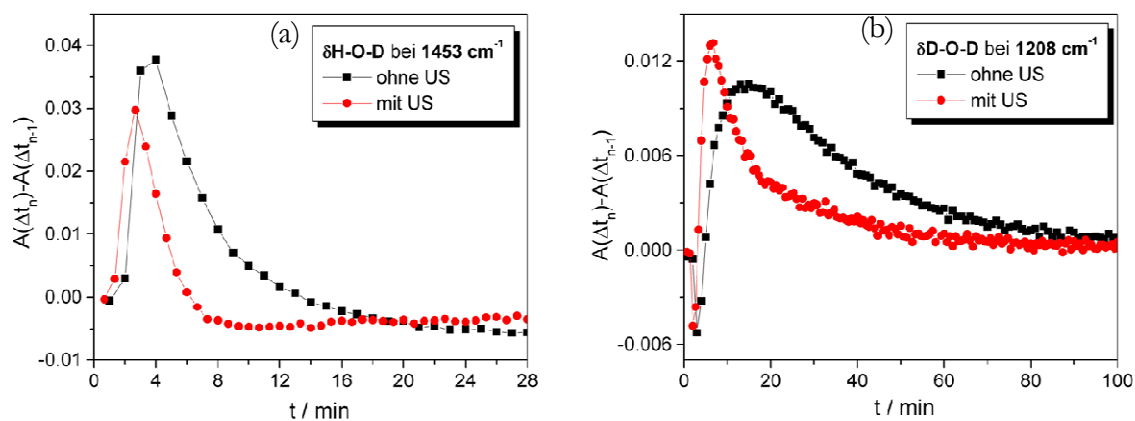 (a)
δH-O-D bei 1453 cm⁻¹
ohne US
mit US
A(Δtₙ)-A(Δtₙ₋₁)
0.04
0.03
0.02
0.01
0.00
-0.01
0 4 8 12 16 20 24 28
t / min
(b)
δD-O-D bei 1208 cm⁻¹
ohne US
mit US
A(Δtₙ)-A(Δtₙ₋₁)
0.012
0.006
0.000
-0.006
0 20 40 60 80 100
t / min